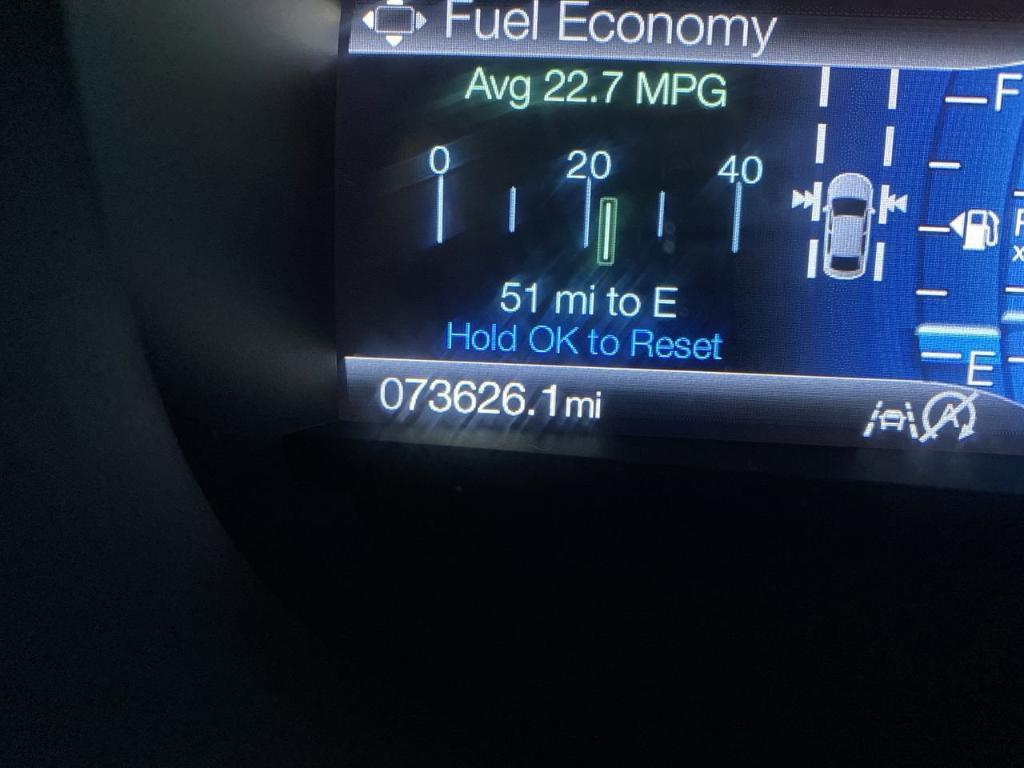 Fuel Economy
Avg 22.7 MPG
0 20 40
F
51 mi to E
Hold OK to Reset
E
073626.1mi
A